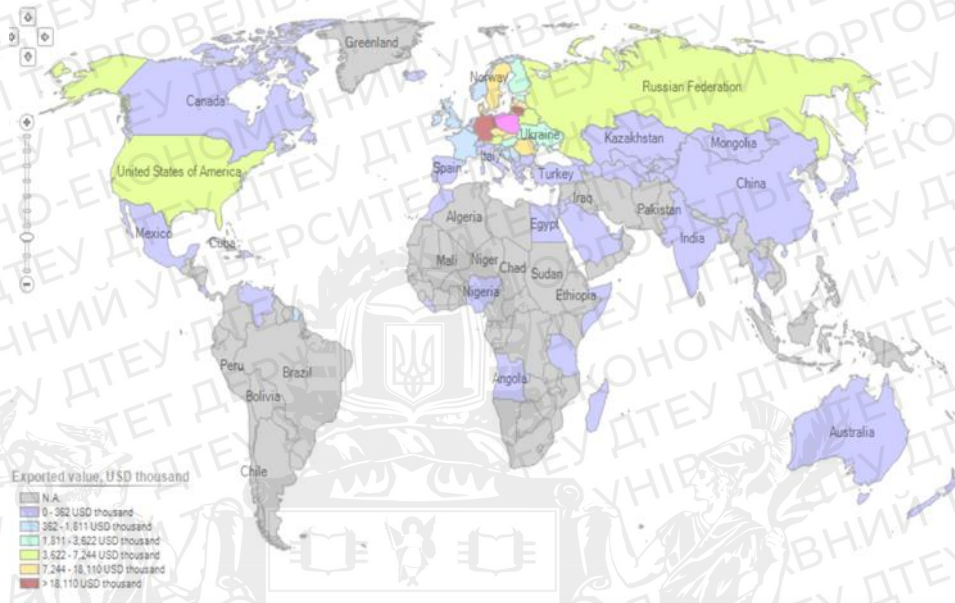 Greenland
Norway
Russian Federation
Canada
Ukraine
Kazakhstan
Mongolia
United States of America
Italy
Spain
Turkey
China
Iraq
Algeria
Pakistan
Mexico
Cuba
Egypt
India
Mali
Niger
Chad
Sudan
Nigeria
Ethiopia
Peru
Brazil
Angola
Bolivia
Australia
Chile
Exported value, USD thousand
N.A.
0 - 362 USD thousand
362 - 1,811 USD thousand
1,811 - 3,622 USD thousand
3,622 - 7,244 USD thousand
7,244 - 18,110 USD thousand
> 18,110 USD thousand